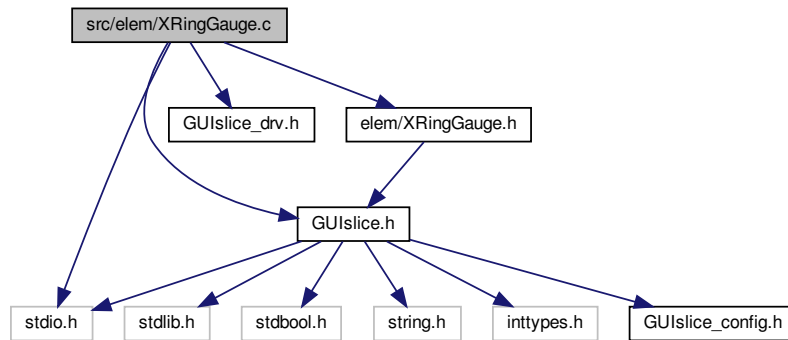 src/elem/XRingGauge.c
GUIslice_drv.h
elem/XRingGauge.h
GUIslice.h
stdio.h
stdlib.h
stdbool.h
string.h
inttypes.h
GUIslice_config.h